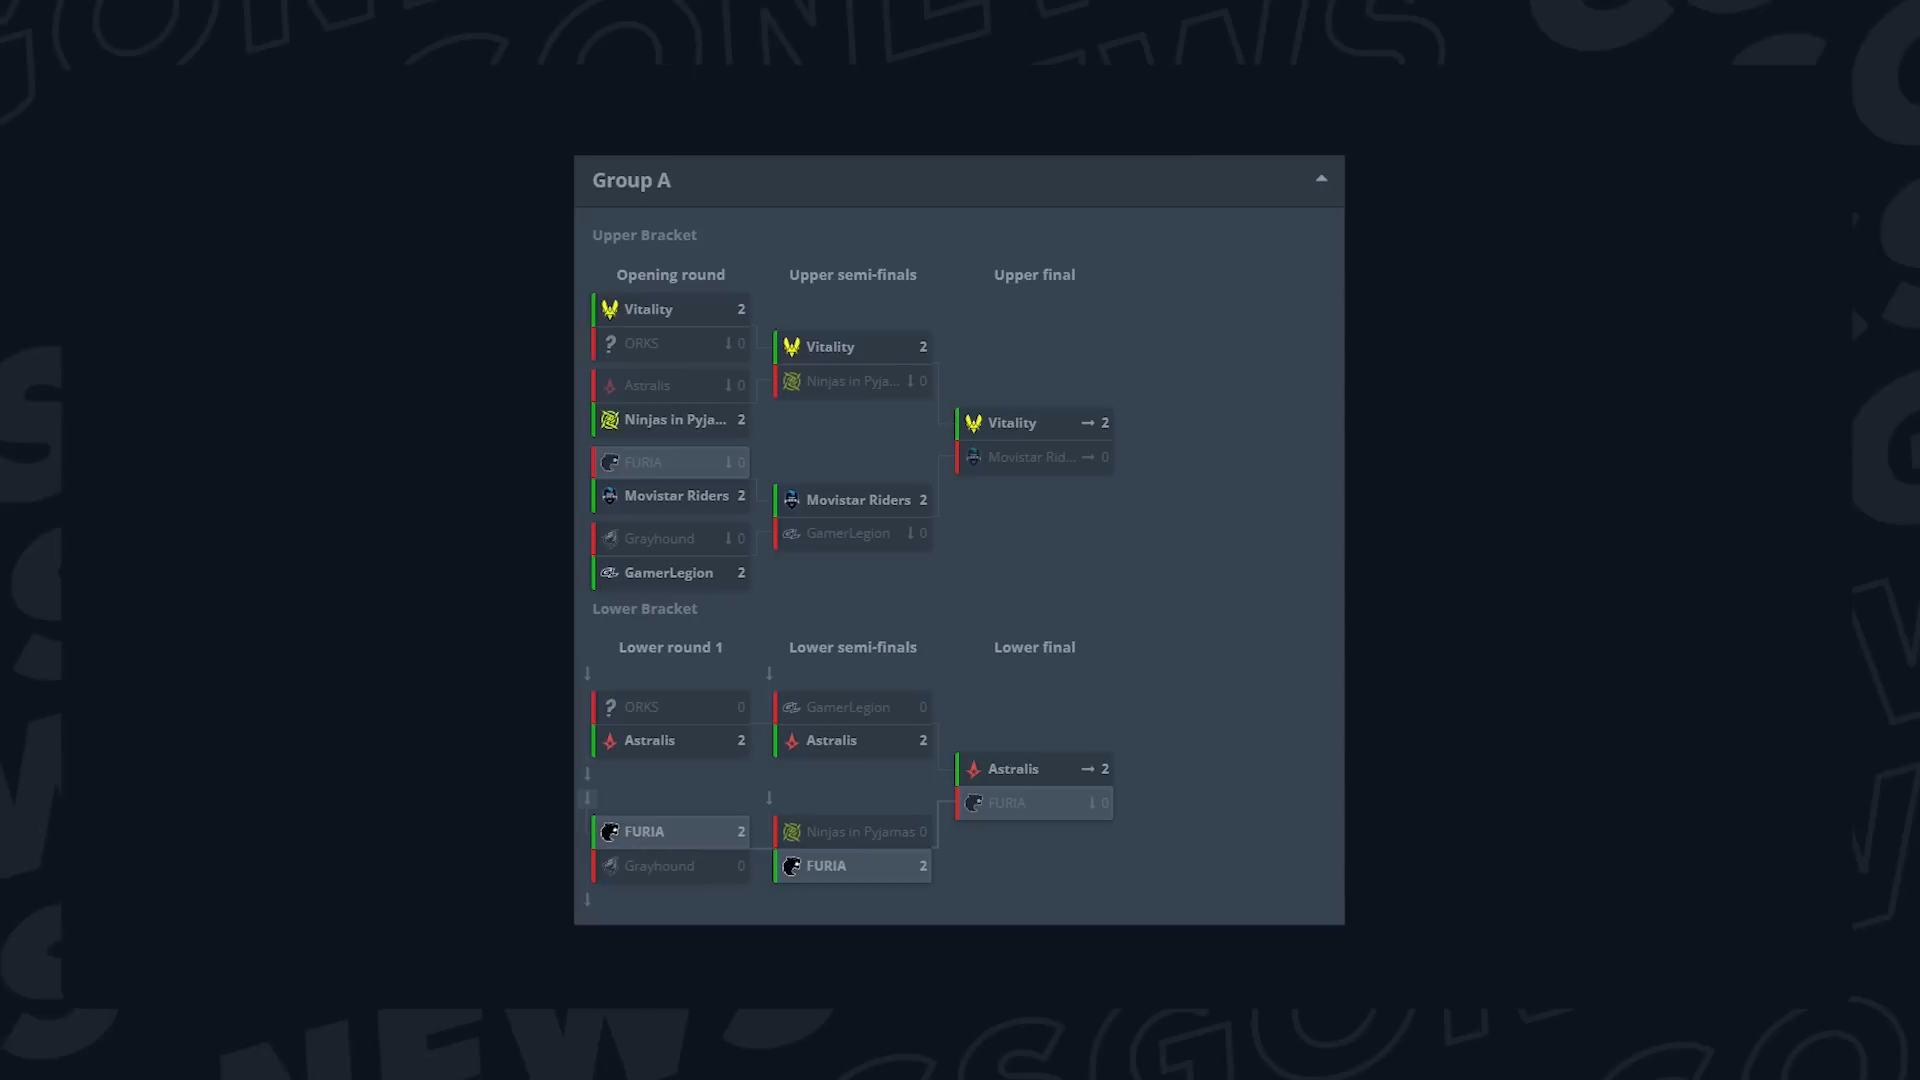 Group A
Upper Bracket
Opening round
Upper semi-finals
Upper final
Vitality 2
ORKS 0
Astralis 0
Ninjas in Pyja... 2
FURIA 0
Movistar Riders 2
Grayhound 0
GamerLegion 2
Vitality 2
Ninjas in Pyja... 0
Movistar Riders 2
GamerLegion 0
Vitality 2
Movistar Rid... 0
Lower Bracket
Lower round 1
Lower semi-finals
Lower final
ORKS 0
Astralis 2
FURIA 2
Grayhound 0
GamerLegion 0
Astralis 2
Ninjas in Pyjamas 0
FURIA 2
Astralis 2
FURIA 0
NEWS